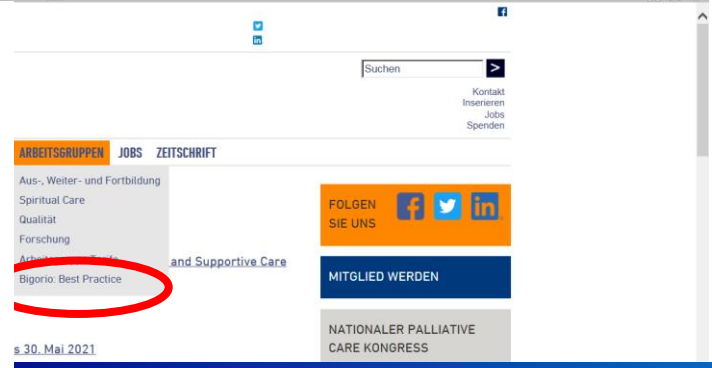 Suchen
>
Kontakt
Inserieren
Jobs
Spenden
ARBEITSGRUPPEN JOBS ZEITSCHRIFT
Aus-, Weiter- und Fortbildung
Spiritual Care
Qualität
Forschung
and Supportive Care
Bigorio: Best Practice
s 30. Mai 2021
FOLGEN
SIE UNS
MITGLIED WERDEN
NATIONALER PALLIATIVE
CARE KONGRESS